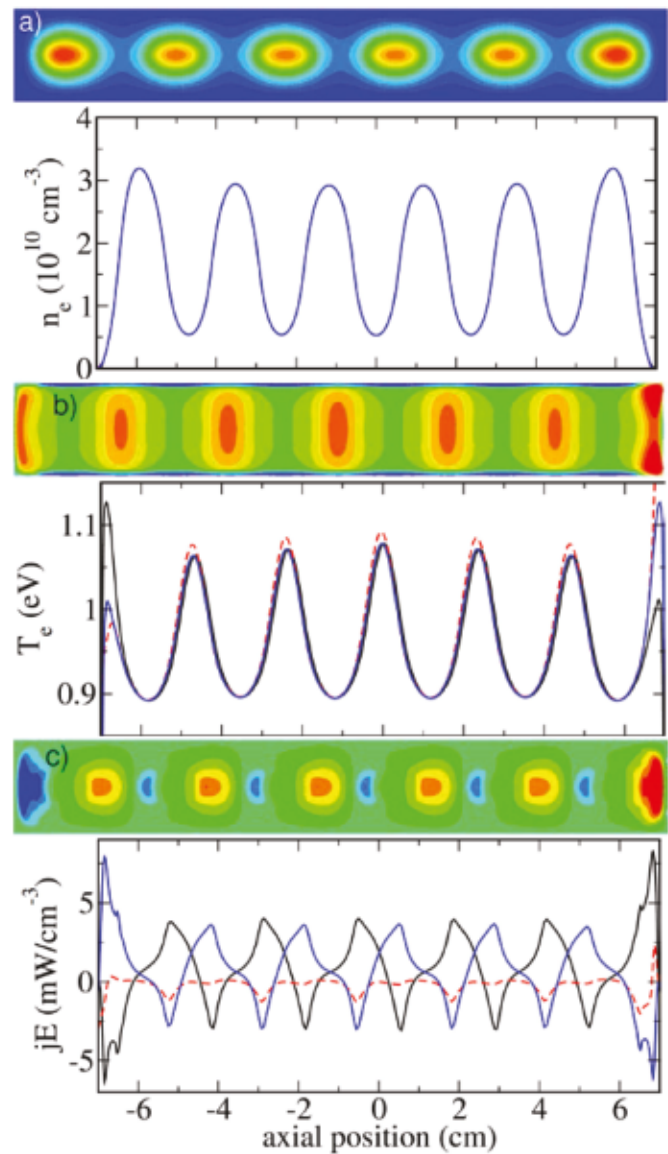 a)
4
3
2
1
0
n_e (10^10 cm^-3)
b)
1.1
1
0.9
T_e (eV)
c)
5
0
-5
jE (mW/cm^-3)
-6 -4 -2 0 2 4 6
axial position (cm)